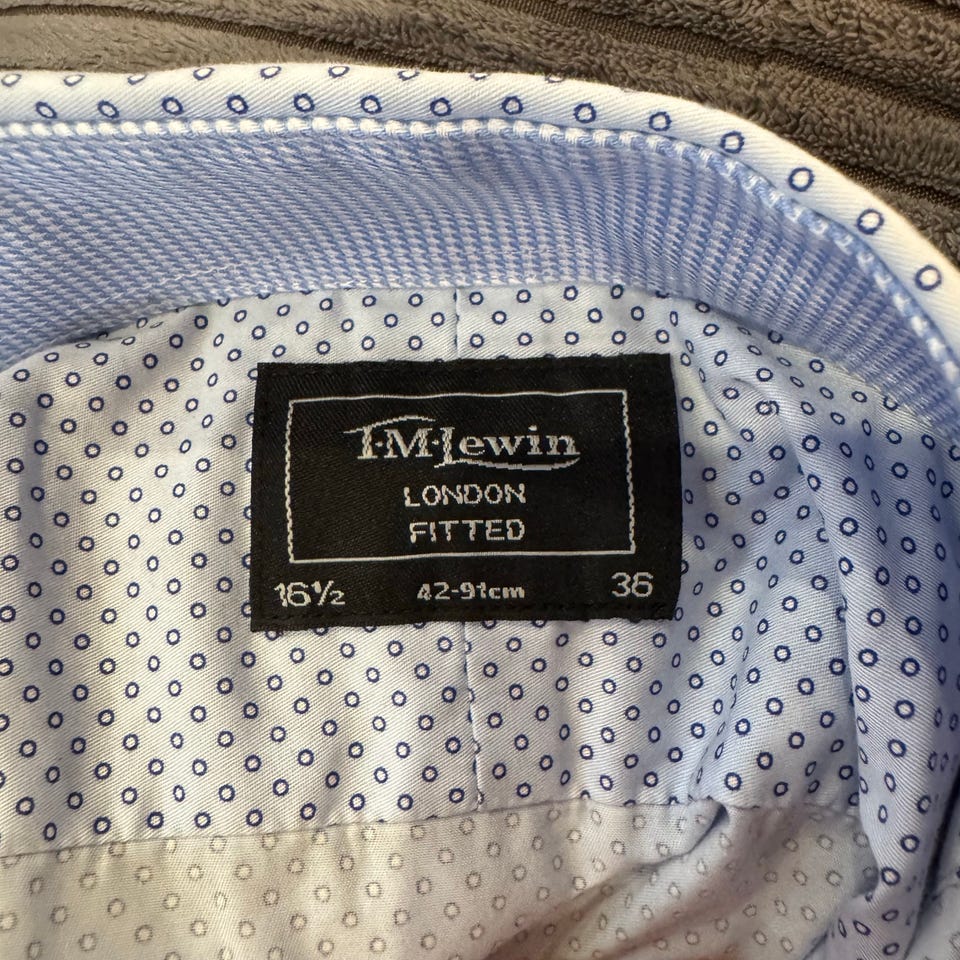 T·M·Lewin
LONDON
FITTED
16½ 42-91cm 36